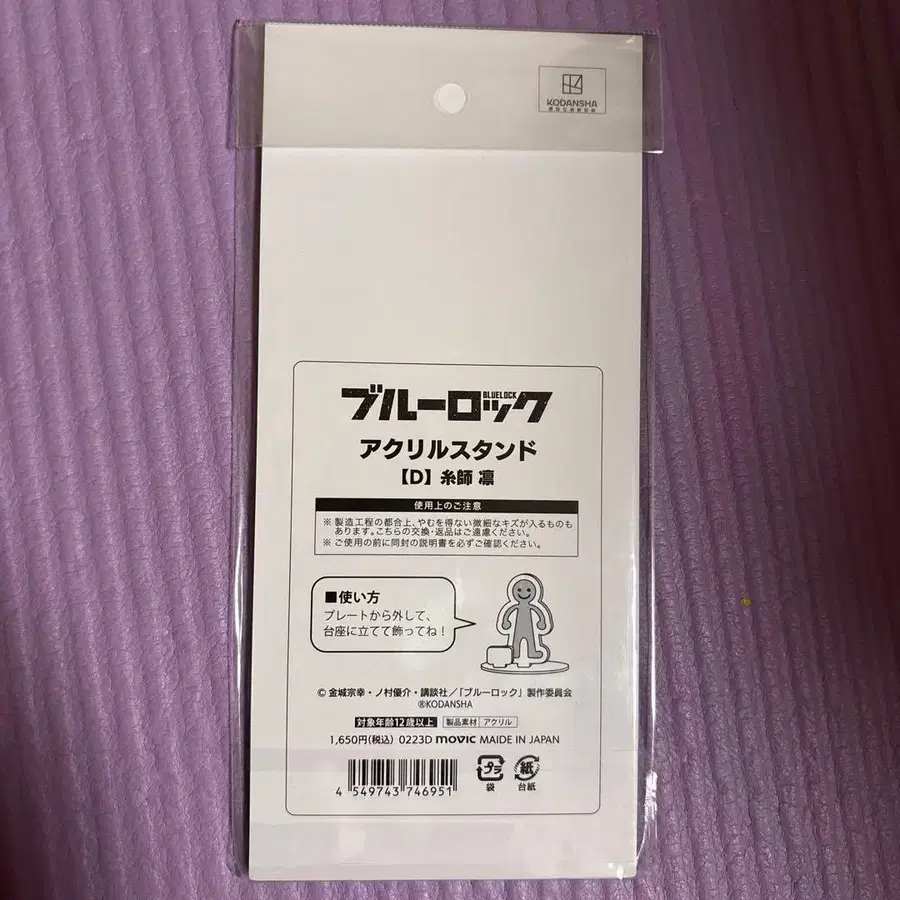 KODANSHA
ブルーロック
BLUELOCK
アクリルスタンド
【D】糸師 凛
使用上のご注意
※ 製造工程の都合上、やむを得ない微細なキズが入るものも
あります。こちらの交換・返品はご遠慮ください。
※ ご使用の前に同封の説明書を必ずご確認ください。
■使い方
プレートから外して、
台座に立てて飾ってね！
© 金城宗幸・ノ村優介・講談社／「ブルーロック」製作委員会
®KODANSHA
対象年齢12歳以上 製品素材 アクリル
1,650円(税込) 0223D movic MAIDE IN JAPAN
4 549743 746951
プラ 紙
袋 台紙